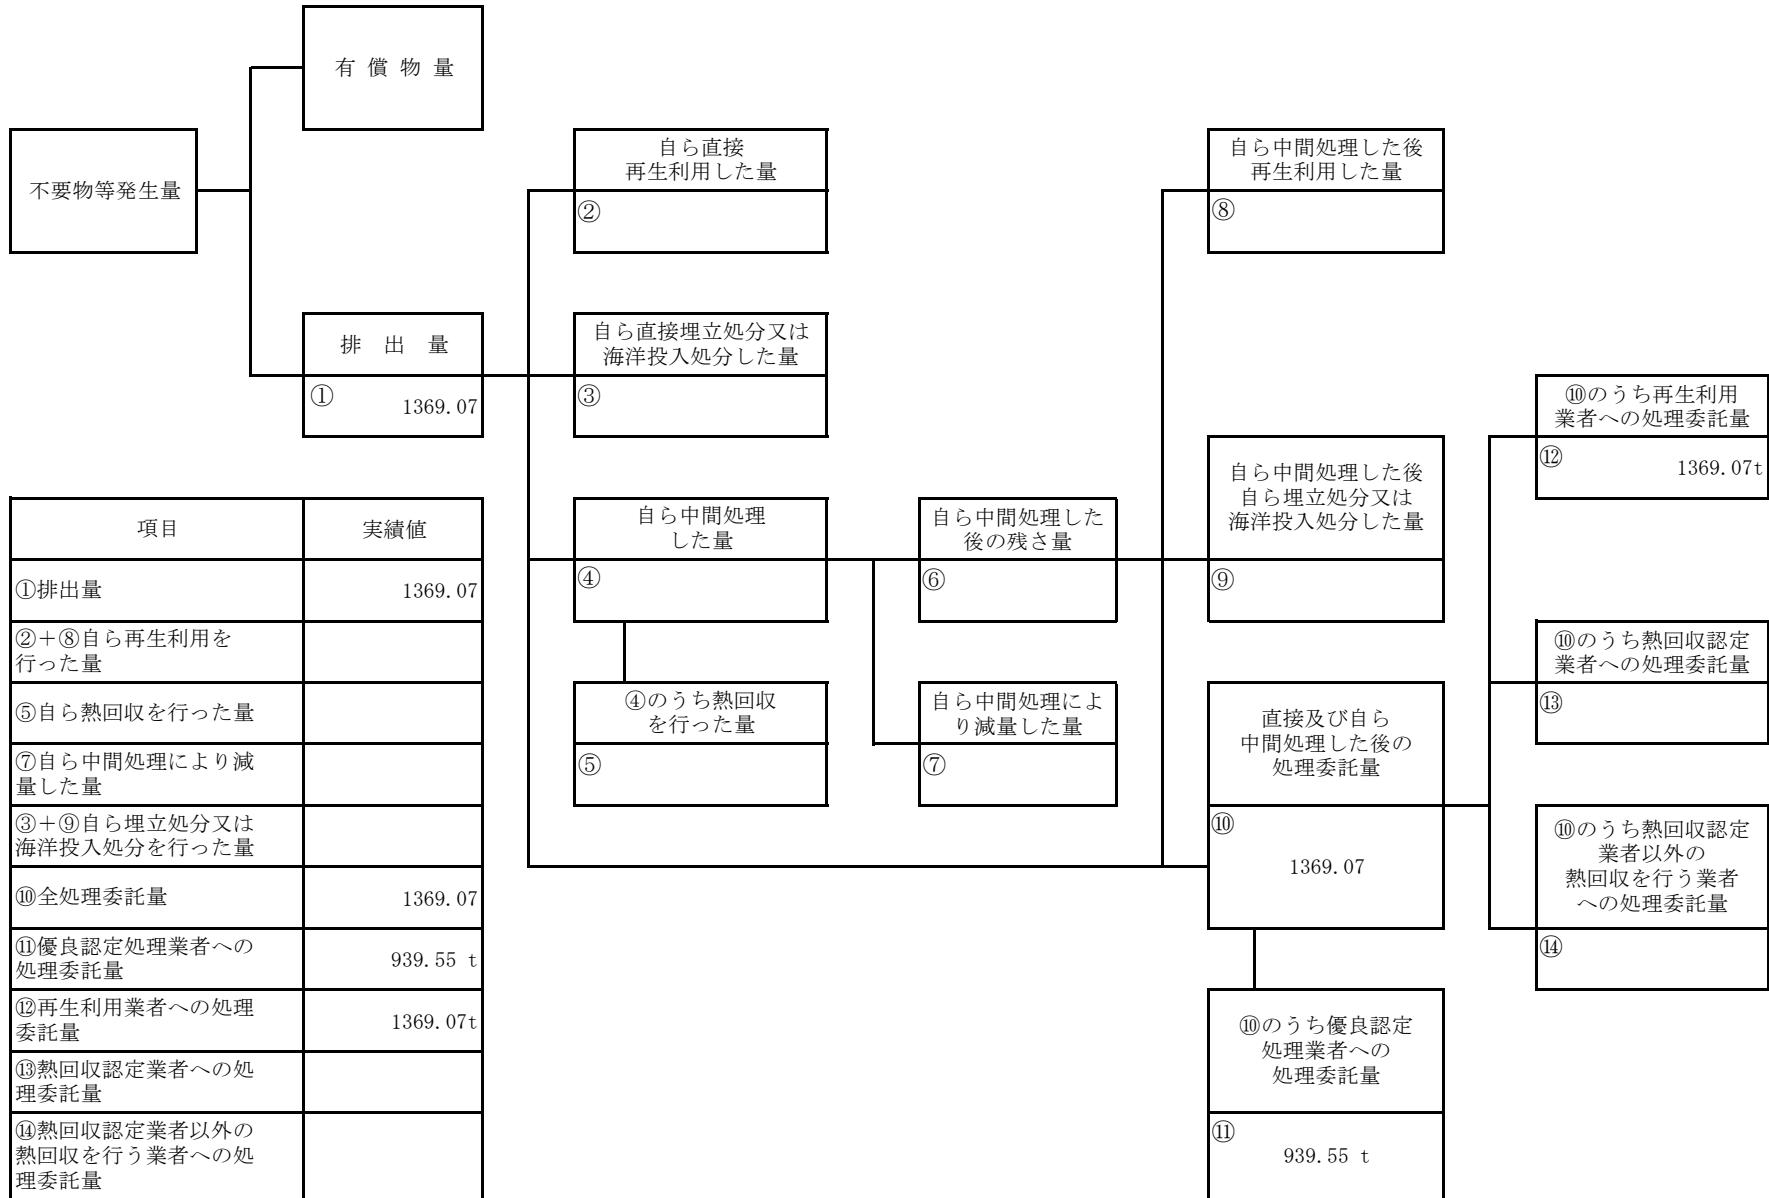 有 償 物 量
不要物等発生量
排 出 量
① 1369.07
自ら直接
再生利用した量
②
自ら直接埋立処分又は
海洋投入処分した量
③
自ら中間処理
した量
④
④のうち熱回収
を行った量
⑤
自ら中間処理した
後の残さ量
⑥
自ら中間処理によ
り減量した量
⑦
自ら中間処理した後
再生利用した量
⑧
自ら中間処理した後
自ら埋立処分又は
海洋投入処分した量
⑨
直接及び自ら
中間処理した後の
処理委託量
⑩
1369.07
⑩のうち優良認定
処理業者への
処理委託量
⑪
939.55 t
⑩のうち再生利用
業者への処理委託量
⑫ 1369.07t
⑩のうち熱回収認定
業者への処理委託量
⑬
⑩のうち熱回収認定
業者以外の
熱回収を行う業者
への処理委託量
⑭
項目 実績値
①排出量 1369.07
②＋⑧自ら再生利用を
行った量
⑤自ら熱回収を行った量
⑦自ら中間処理により減
量した量
③＋⑨自ら埋立処分又は
海洋投入処分を行った量
⑩全処理委託量 1369.07
⑪優良認定処理業者への
処理委託量 939.55 t
⑫再生利用業者への処理
委託量 1369.07t
⑬熱回収認定業者への処
理委託量
⑭熱回収認定業者以外の
熱回収を行う業者への処
理委託量